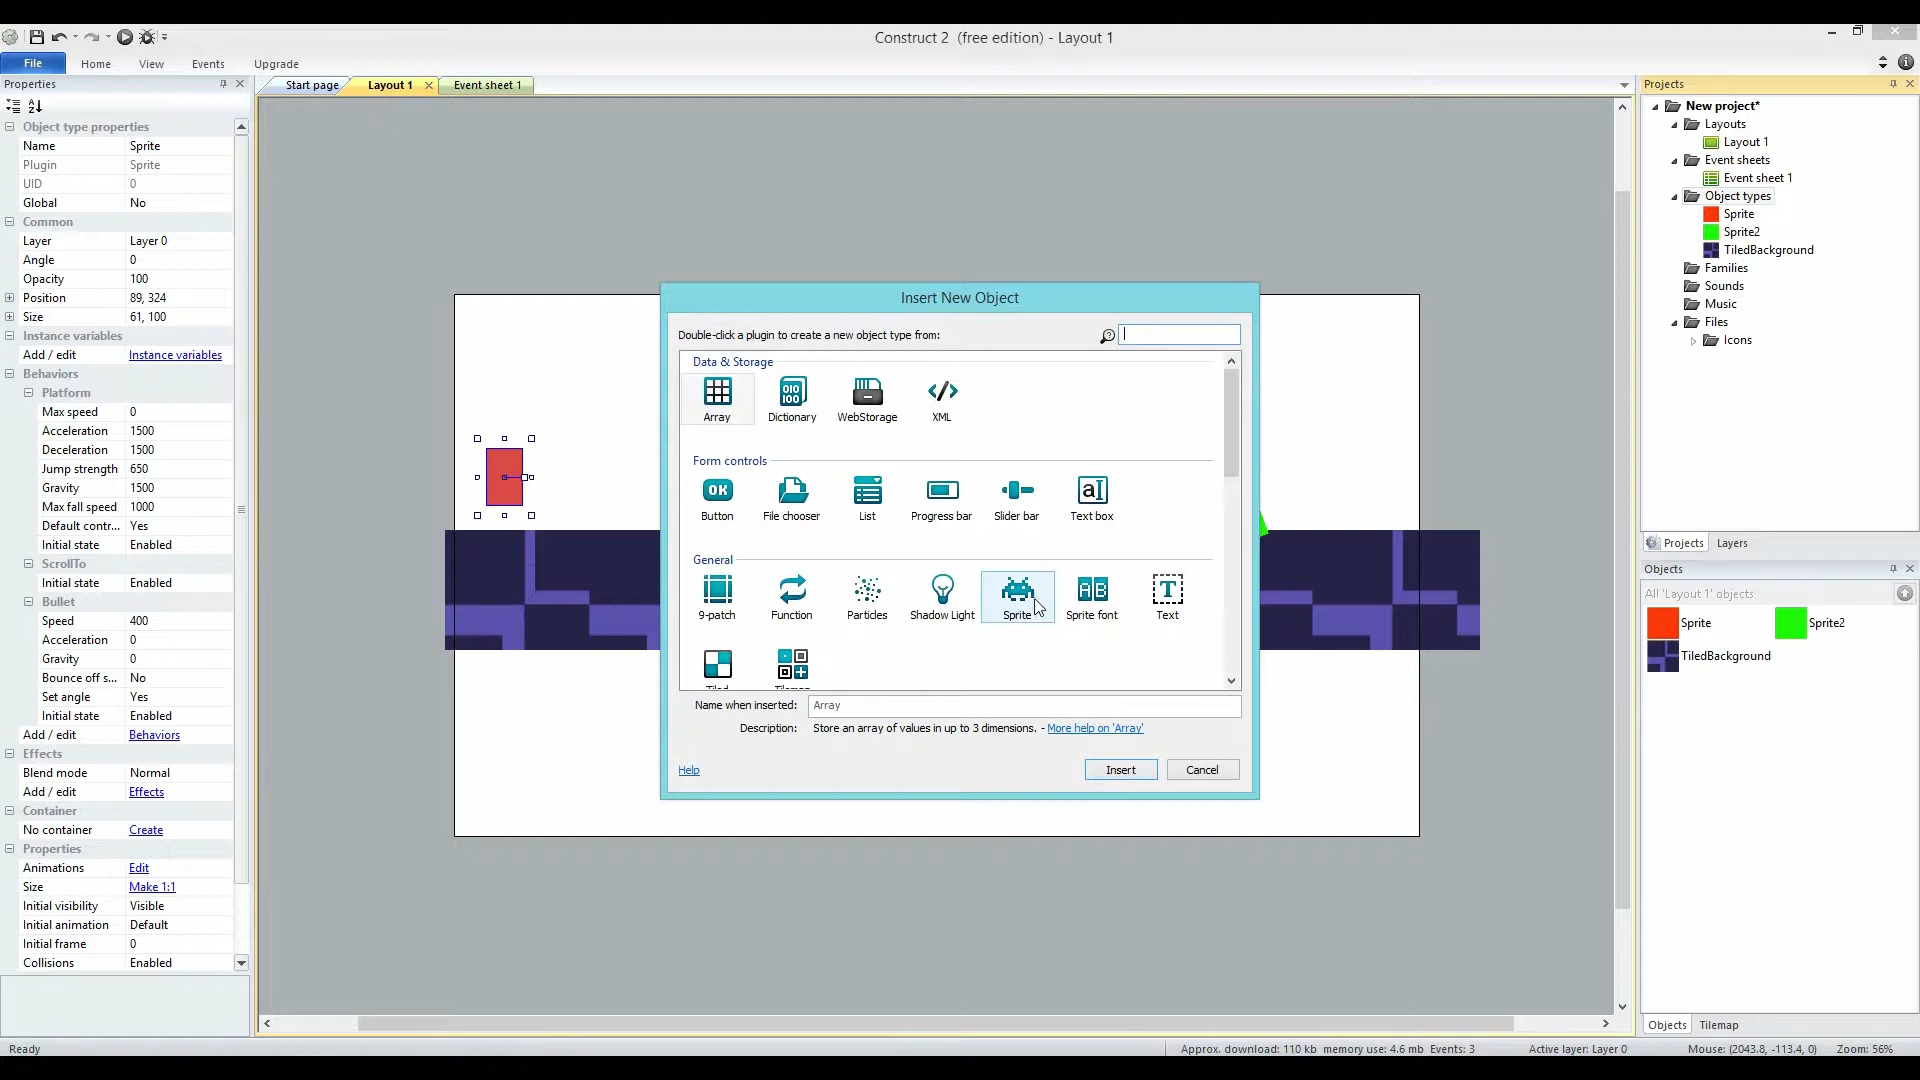 Construct 2  (free edition) - Layout 1
File
Home
View
Events
Upgrade
Properties
Start page
Layout 1
Event sheet 1
Object type properties
Name Sprite
Plugin Sprite
UID 0
Global No
Common
Layer Layer 0
Angle 0
Opacity 100
Position 89, 324
Size 61, 100
Instance variables
Add / edit Instance variables
Behaviors
Platform
Max speed 0
Acceleration 1500
Deceleration 1500
Jump strength 650
Gravity 1500
Max fall speed 1000
Default contr... Yes
Initial state Enabled
ScrollTo
Initial state Enabled
Bullet
Speed 400
Acceleration 0
Gravity 0
Bounce off s... No
Set angle Yes
Initial state Enabled
Add / edit Behaviors
Effects
Blend mode Normal
Add / edit Effects
Container
No container Create
Properties
Animations Edit
Size Make 1:1
Initial visibility Visible
Initial animation Default
Initial frame 0
Collisions Enabled
Insert New Object
Double-click a plugin to create a new object type from:
Data & Storage
Array
Dictionary
WebStorage
XML
Form controls
OK
Button
File chooser
List
Progress bar
Slider bar
Text box
General
9-patch
Function
Particles
Shadow Light
Sprite
Sprite font
Text
Name when inserted: Array
Description: Store an array of values in up to 3 dimensions. - More help on 'Array'
Help
Insert
Cancel
Projects
New project*
Layouts
Layout 1
Event sheets
Event sheet 1
Object types
Sprite
Sprite2
TiledBackground
Families
Sounds
Music
Files
Icons
Projects
Layers
Objects
All 'Layout 1' objects
Sprite
Sprite2
TiledBackground
Objects
Tilemap
Ready
Approx. download: 110 kb  memory use: 4.6 mb  Events: 3
Active layer: Layer 0
Mouse: (2043.8, -113.4, 0)
Zoom: 56%